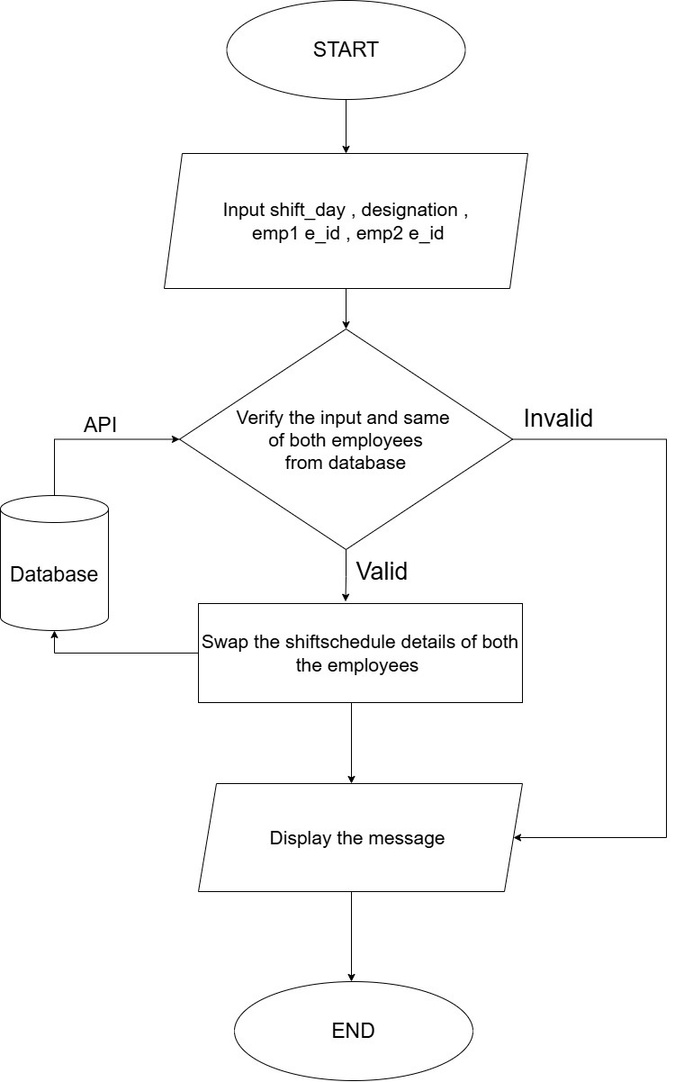 START
Input shift_day , designation ,
emp1 e_id , emp2 e_id
Verify the input and same
of both employees
from database
API
Invalid
Database
Valid
Swap the shiftschedule details of both
the employees
Display the message
END